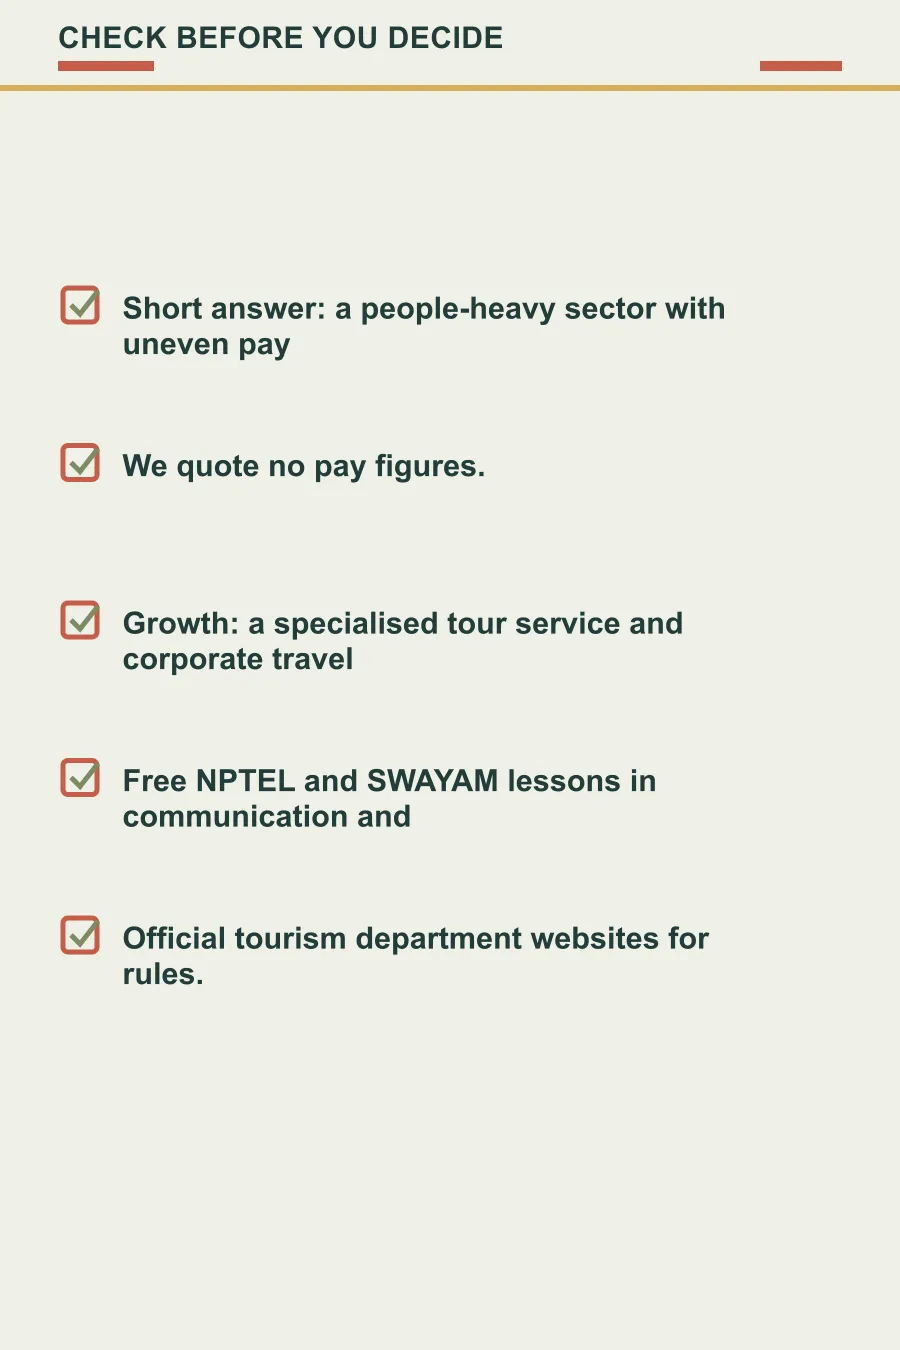 CHECK BEFORE YOU DECIDE
Short answer: a people-heavy sector with
uneven pay
We quote no pay figures.
Growth: a specialised tour service and
corporate travel
Free NPTEL and SWAYAM lessons in
communication and
Official tourism department websites for
rules.